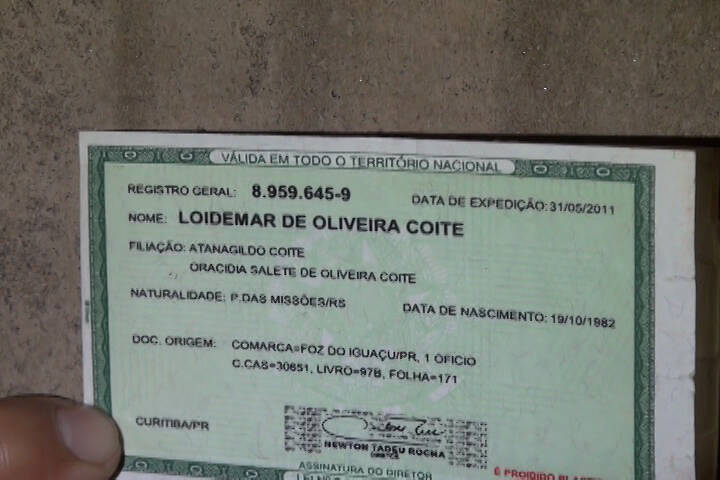 VÁLIDA EM TODO O TERRITÓRIO NACIONAL
REGISTRO GERAL: 8.959.645-9 DATA DE EXPEDIÇÃO: 31/05/2011
NOME: LOIDEMAR DE OLIVEIRA COITE
FILIAÇÃO: ATANAGILDO COITE
ORACIDIA SALETE DE OLIVEIRA COITE
NATURALIDADE: P.DAS MISSÕES/RS DATA DE NASCIMENTO: 19/10/1982
DOC. ORIGEM: COMARCA=FOZ DO IGUAÇU/PR, 1 OFICIO
C.CAS=30651, LIVRO=97B, FOLHA=171
CURITIBA/PR
NEWTON TADEU ROCHA
DIRETOR
ASSINATURA DO DIRETOR
É PROIBIDO